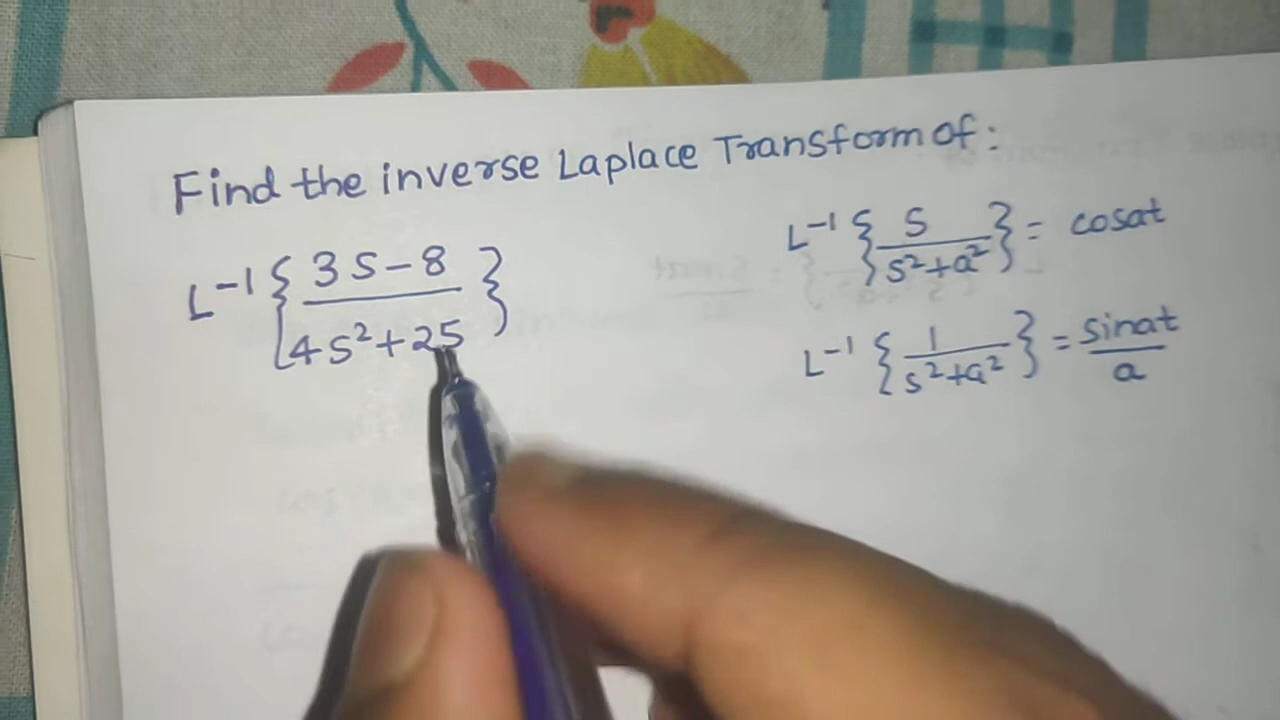 Find the inverse Laplace Transform of:
L⁻¹ { 3s-8 / 4s²+25 }
L⁻¹ { s / s²+a² } = cosat
L⁻¹ { 1 / s²+a² } = sinat / a